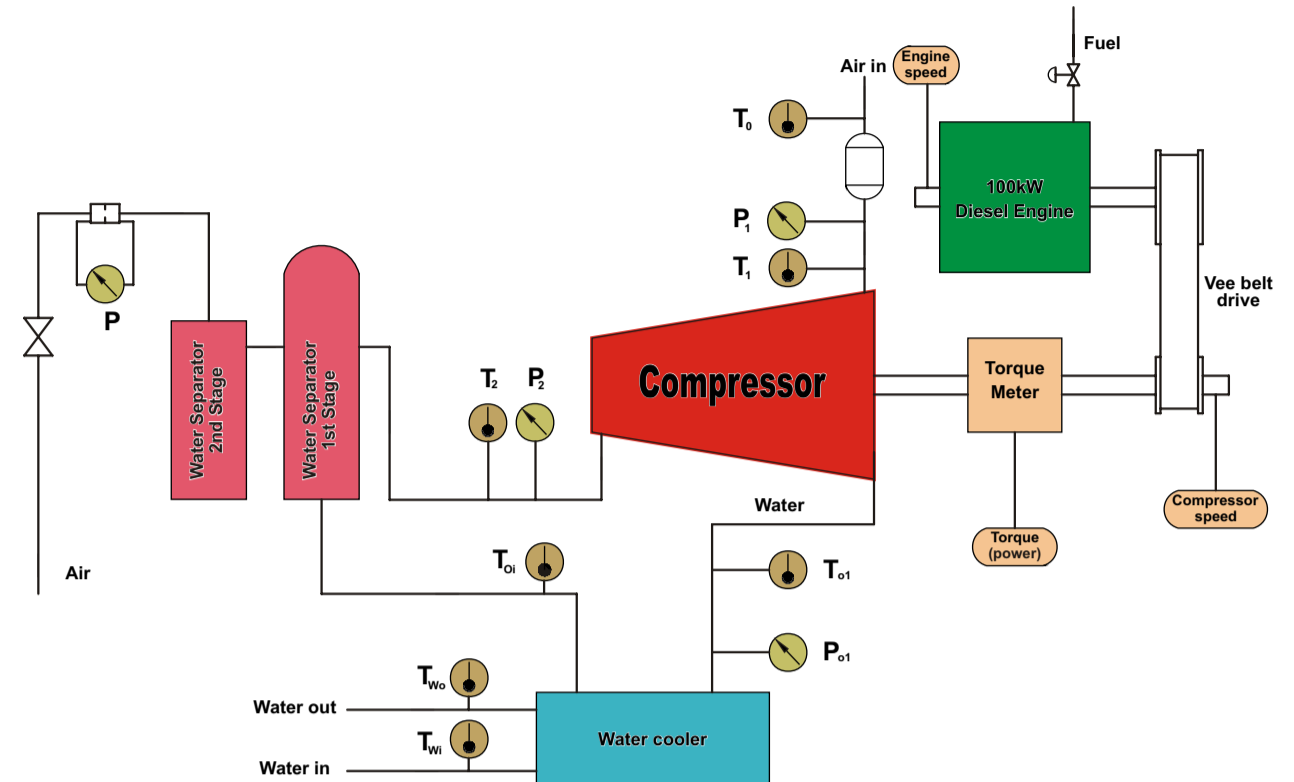 Fuel
Engine
speed
Air in
T0
100kW
Diesel Engine
P1
T1
Vee belt
drive
P
Water Separator
2nd Stage
Water Separator
1st Stage
T2
P2
Compressor
Torque
Meter
Compressor
speed
Water
Torque
(power)
Air
TOi
To1
Po1
TWo
Water out
TWi
Water in
Water cooler